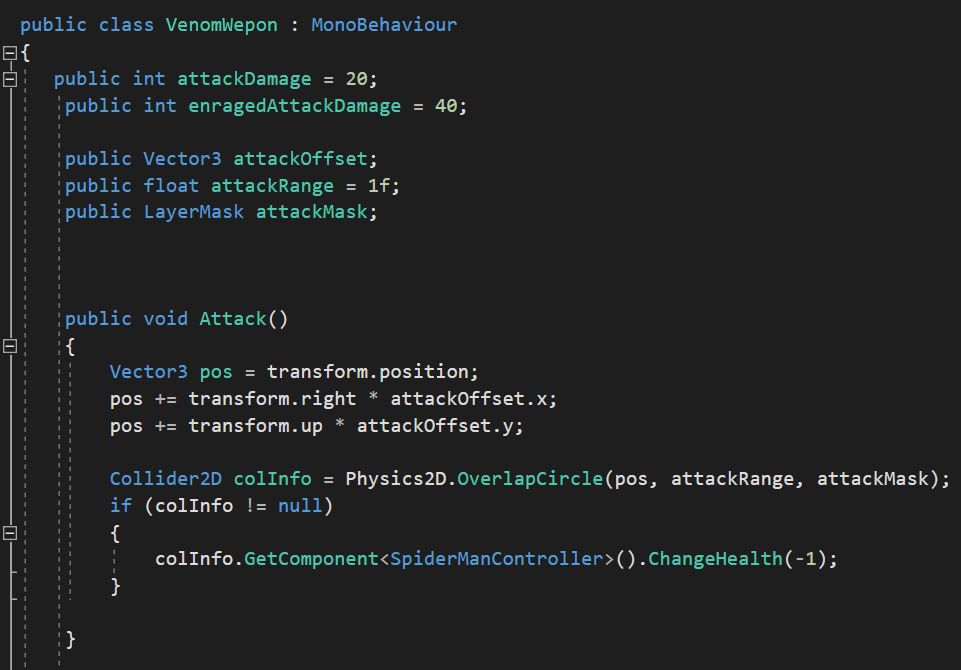 public class VenomWepon : MonoBehaviour
{
public int attackDamage = 20;
public int enragedAttackDamage = 40;
public Vector3 attackOffset;
public float attackRange = 1f;
public LayerMask attackMask;
public void Attack()
{
Vector3 pos = transform.position;
pos += transform.right * attackOffset.x;
pos += transform.up * attackOffset.y;
Collider2D colInfo = Physics2D.OverlapCircle(pos, attackRange, attackMask);
if (colInfo != null)
{
colInfo.GetComponent<SpiderManController>().ChangeHealth(-1);
}
}